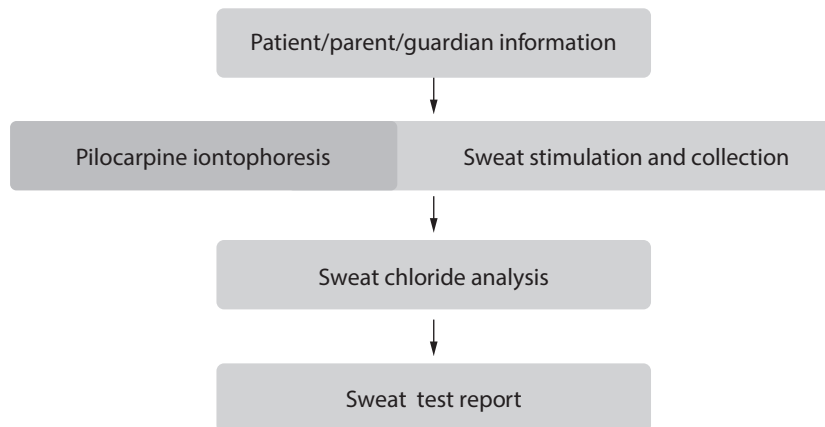 Patient/parent/guardian information
Pilocarpine iontophoresis
Sweat stimulation and collection
Sweat chloride analysis
Sweat test report